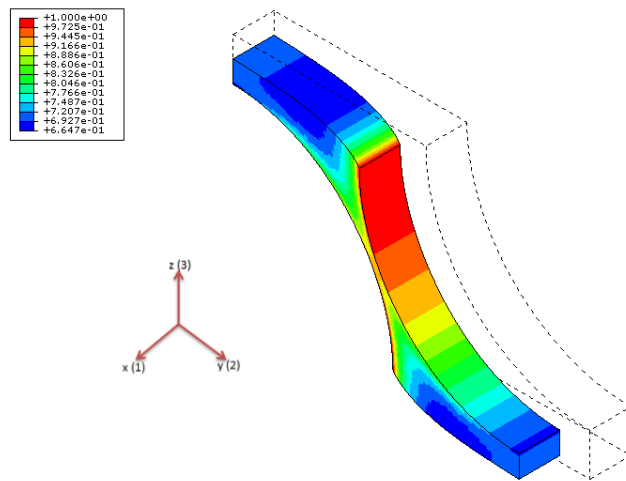 +1.000e+00
+9.725e-01
+9.445e-01
+9.166e-01
+8.886e-01
+8.606e-01
+8.326e-01
+8.046e-01
+7.766e-01
+7.487e-01
+7.207e-01
+6.927e-01
+6.647e-01
z (3)
x (1)
y (2)